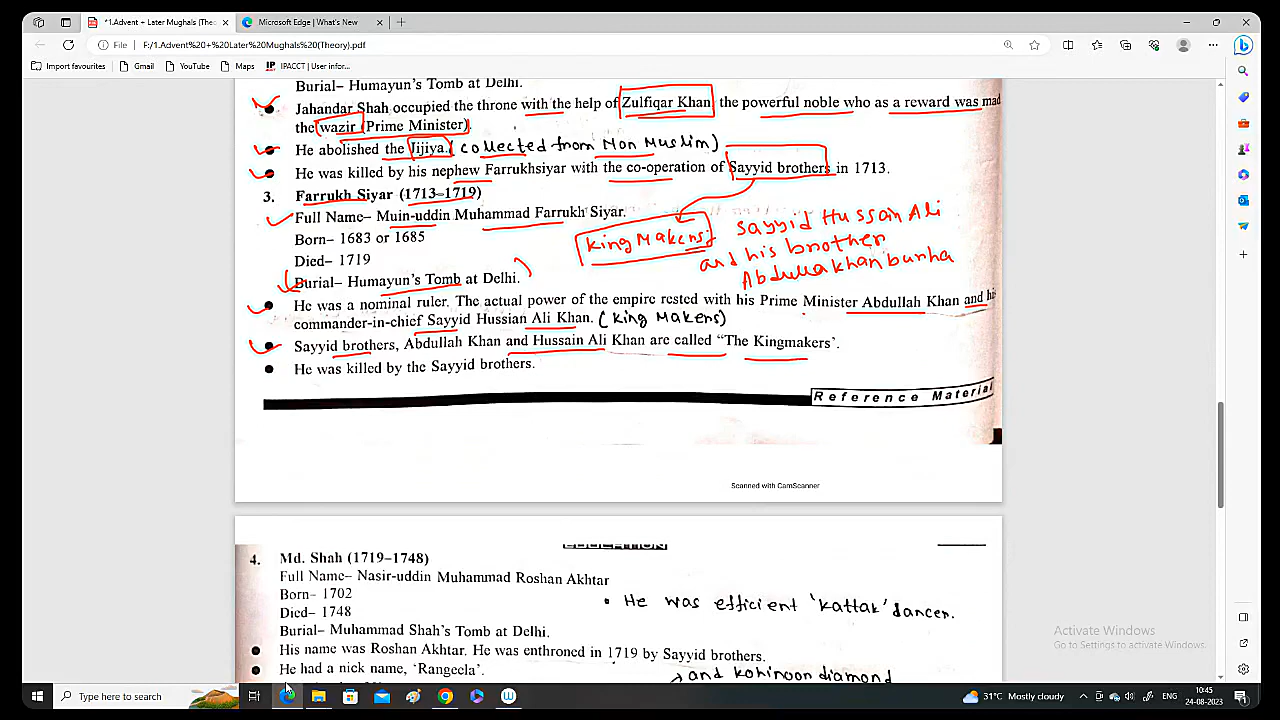 *1.Advent + Later Mughals (Theo
Microsoft Edge | What's New
File
F:/1.Advent%20+%20Later%20Mughals%20(Theory).pdf
Import favourites
Gmail
YouTube
Maps
IPACCT | User infor...
Burial– Humayun's Tomb at Delhi.
Jahandar Shah occupied the throne with the help of Zulfiqar Khan the powerful noble who as a reward was mad
the wazir (Prime Minister).
He abolished the Jijiya. (collected from Non Muslim)
He was killed by his nephew Farrukhsiyar with the co-operation of Sayyid brothers in 1713.
3. Farrukh Siyar (1713–1719)
Full Name– Muin-uddin Muhammad Farrukh Siyar.
King Makers: Sayyid Hussain Ali
Born– 1683 or 1685
and his brother
Died– 1719
Abdulla khan burha
Burial– Humayun's Tomb at Delhi.
He was a nominal ruler. The actual power of the empire rested with his Prime Minister Abdullah Khan and his
commander-in-chief Sayyid Hussian Ali Khan. (King Makers)
Sayyid brothers, Abdullah Khan and Hussain Ali Khan are called "The Kingmakers'.
He was killed by the Sayyid brothers.
Reference Material
Scanned with CamScanner
EDUCATION
4. Md. Shah (1719–1748)
Full Name– Nasir-uddin Muhammad Roshan Akhtar
Born– 1702
• He was efficient 'kattak' dancer.
Died– 1748
Burial– Muhammad Shah's Tomb at Delhi.
His name was Roshan Akhtar. He was enthroned in 1719 by Sayyid brothers.
He had a nick name, 'Rangeela'.
and kohinoor diamond
Activate Windows
Go to Settings to activate Windows.
Type here to search
31°C Mostly cloudy
ENG
10:45
24-08-2023